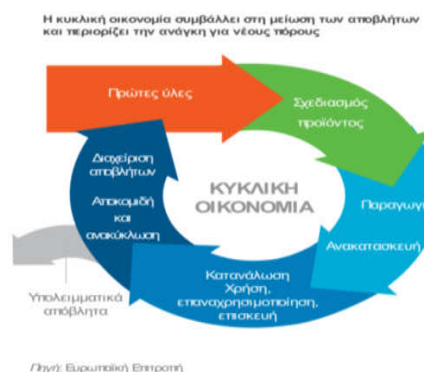 Η κυκλική οικονομία συμβάλλει στη μείωση των αποβλήτων
και περιορίζει την ανάγκη για νέους πόρους
Πρώτες ύλες
Σχεδιασμός
προϊόντος
Παραγωγ
Ανακατασκευή
Κατανάλωση
Χρήση,
επαναχρησιμοποίηση,
επισκευή
Διαχείριση
αποβλήτων
Αποκομιδή
και
ανακύκλωση
Υπολειμματικά
απόβλητα
ΚΥΚΛΙΚΗ
ΟΙΚΟΝΟΜΙΑ
Πηγή: Ευρωπαϊκή Επιτροπή